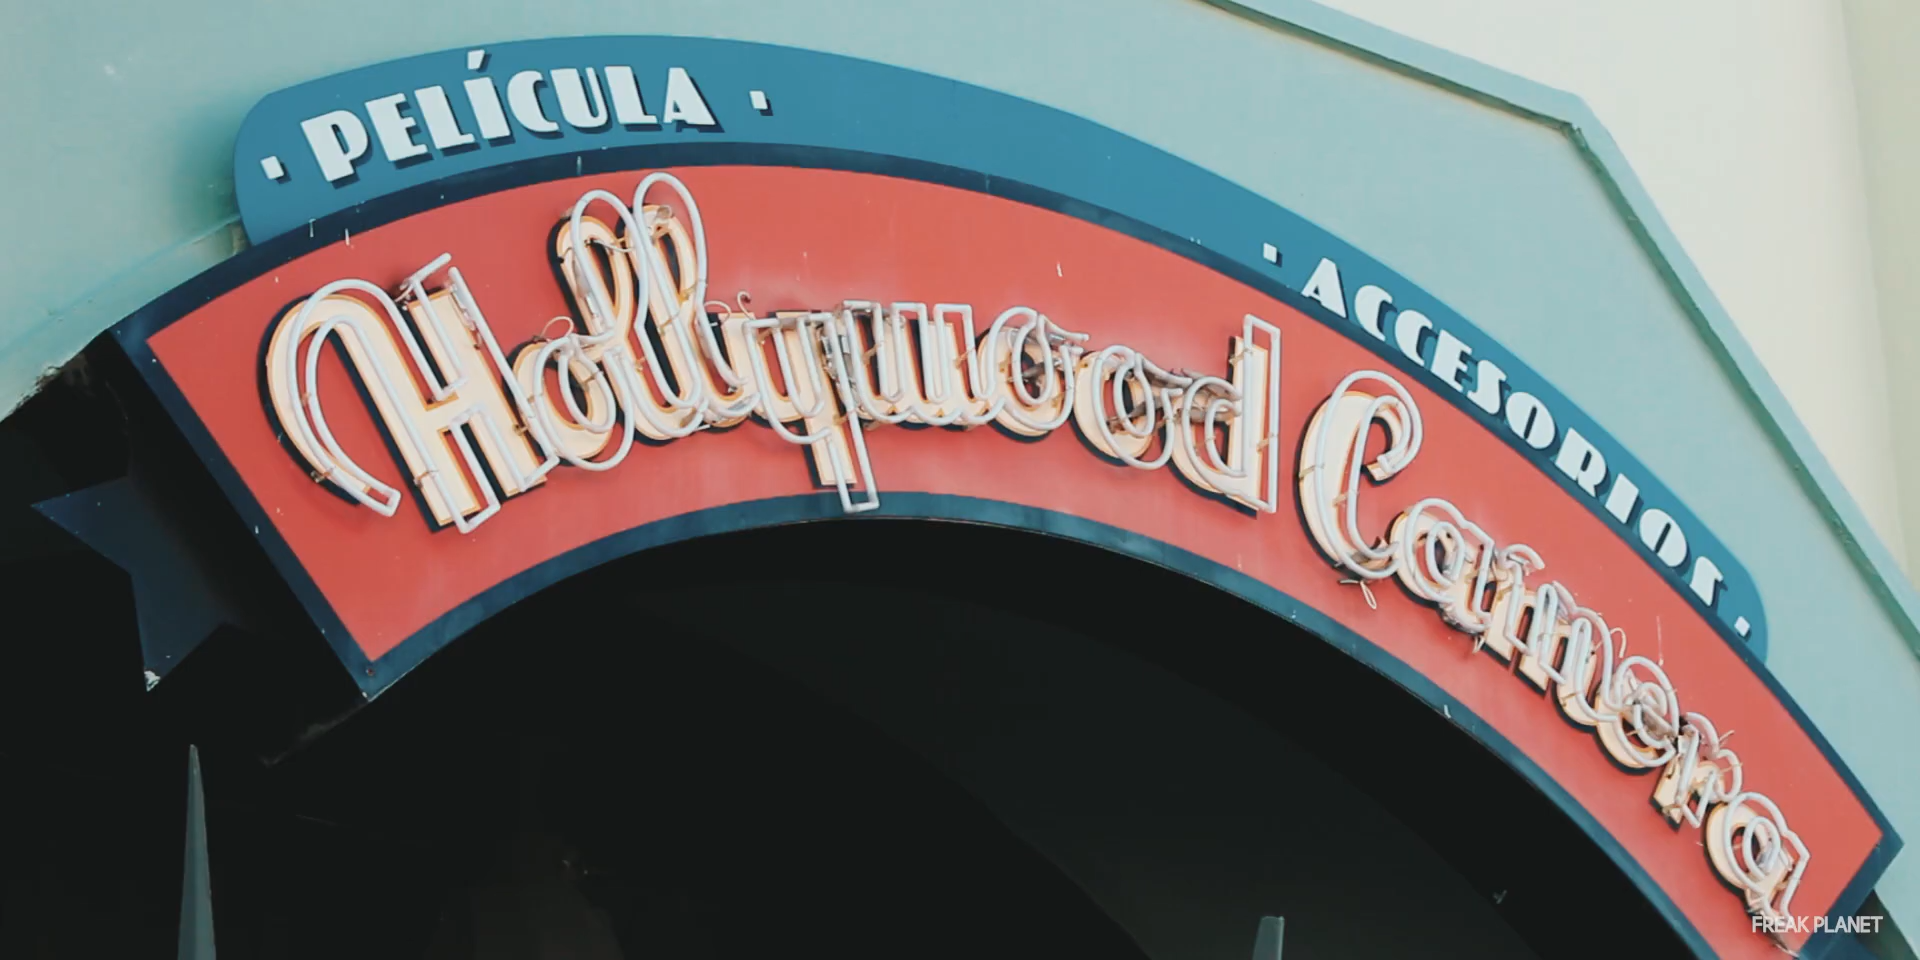 · PELÍCULA ·
· ACCESORIOS ·
Hollywood Camera
FREAK PLANET